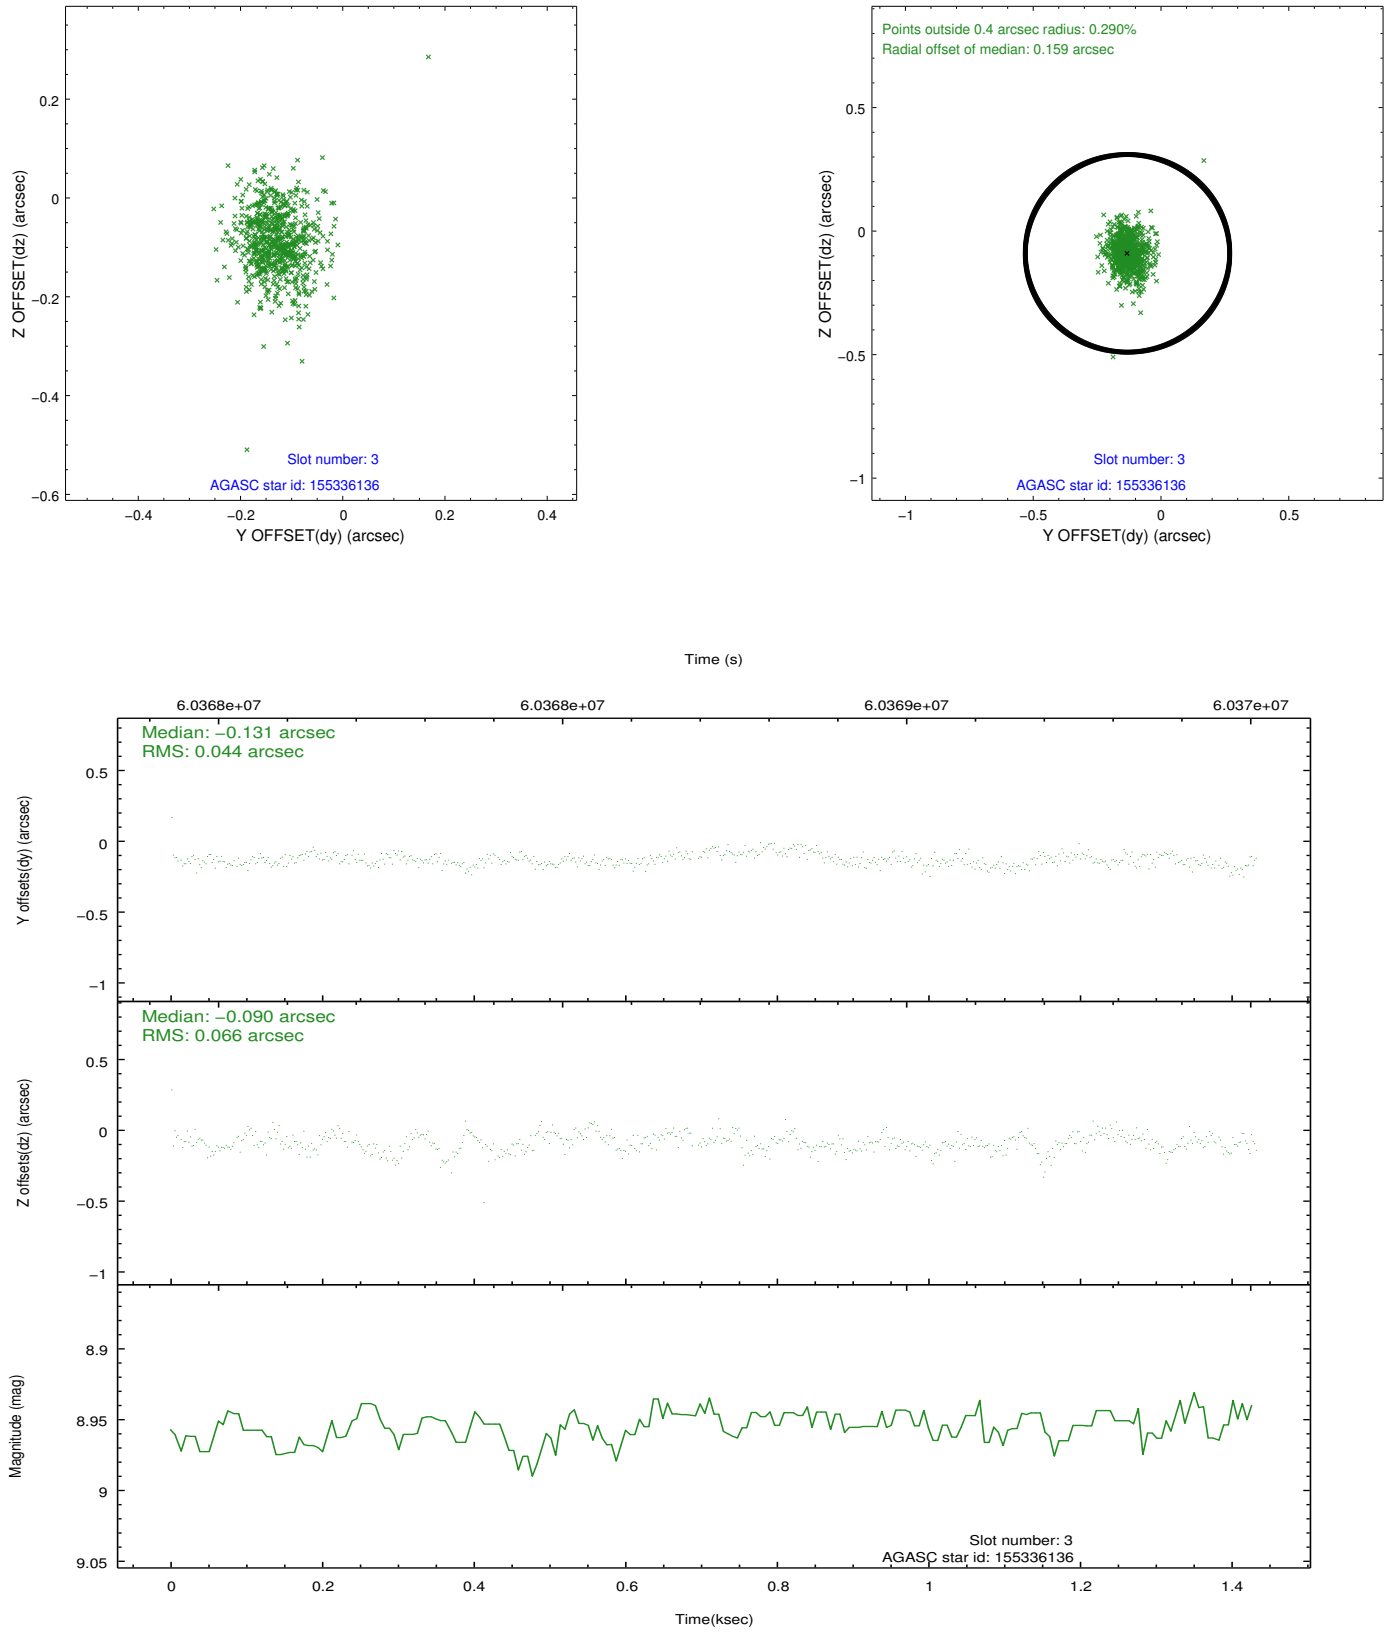 0.2
0
−0.2
−0.4
−0.6
Z OFFSET(dz) (arcsec)
Slot number: 3
AGASC star id: 155336136
−0.4
−0.2
0
0.2
0.4
Y OFFSET(dy) (arcsec)
Points outside 0.4 arcsec radius: 0.290%
Radial offset of median: 0.159 arcsec
0.5
0
−0.5
−1
Z OFFSET(dz) (arcsec)
Slot number: 3
AGASC star id: 155336136
−1
−0.5
0
0.5
Y OFFSET(dy) (arcsec)
Time (s)
6.0368e+07
6.0368e+07
6.0369e+07
6.037e+07
Median: −0.131 arcsec
RMS: 0.044 arcsec
0.5
0
−0.5
−1
Y offsets(dy) (arcsec)
Median: −0.090 arcsec
RMS: 0.066 arcsec
0.5
0
−0.5
−1
Z offsets(dz) (arcsec)
8.9
8.95
9
9.05
Magnitude (mag)
Slot number: 3
AGASC star id: 155336136
0
0.2
0.4
0.6
0.8
1
1.2
1.4
Time(ksec)